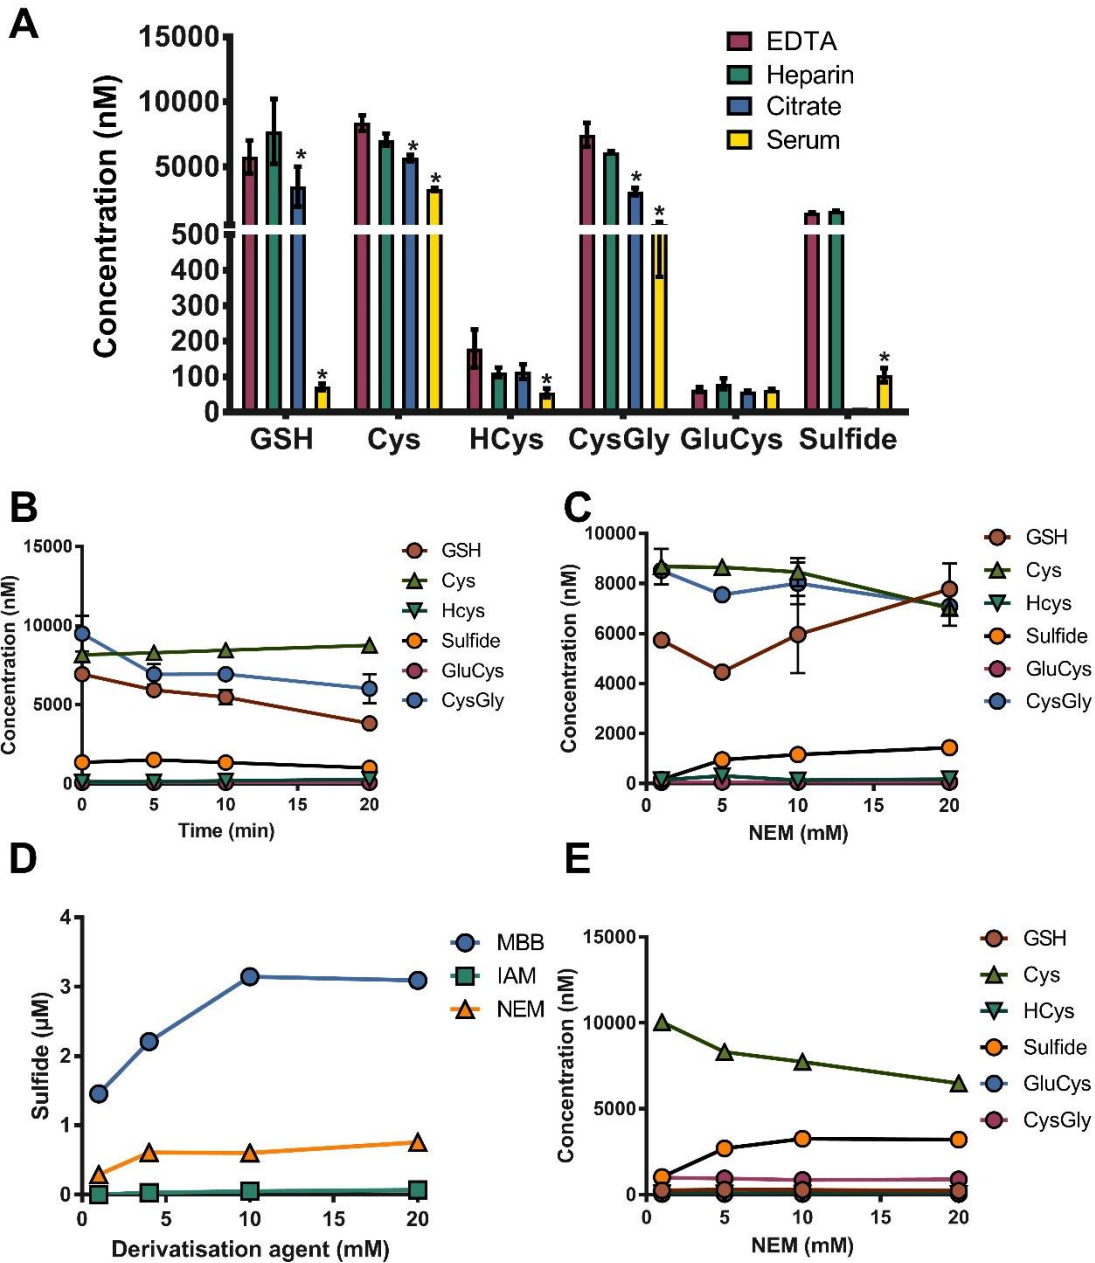 A
Concentration (nM)
15000
10000
5000
500
400
300
200
100
0
EDTA
Heparin
Citrate
Serum
*
*
*
*
*
*
*
*
GSH Cys HCys CysGly GluCys Sulfide
B
Concentration (nM)
15000
10000
5000
0
0 5 10 15 20
Time (min)
GSH
Cys
Hcys
Sulfide
GluCys
CysGly
C
Concentration (nM)
10000
8000
6000
4000
2000
0
0 5 10 15 20
NEM (mM)
GSH
Cys
Hcys
Sulfide
GluCys
CysGly
D
Sulfide (µM)
4
3
2
1
0
0 5 10 15 20
Derivatisation agent (mM)
MBB
IAM
NEM
E
Concentration (nM)
15000
10000
5000
0
0 5 10 15 20
NEM (mM)
GSH
Cys
HCys
Sulfide
GluCys
CysGly